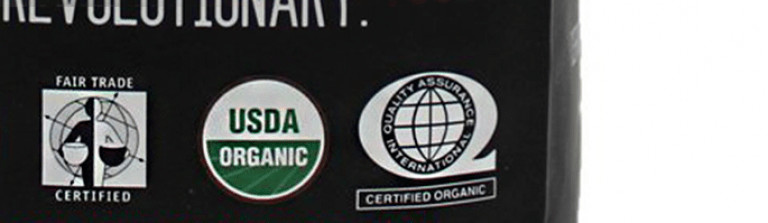 REVOLUTIONARY.
FAIR TRADE
CERTIFIED
USDA
ORGANIC
QUALITY ASSURANCE
INTERNATIONAL
CERTIFIED ORGANIC